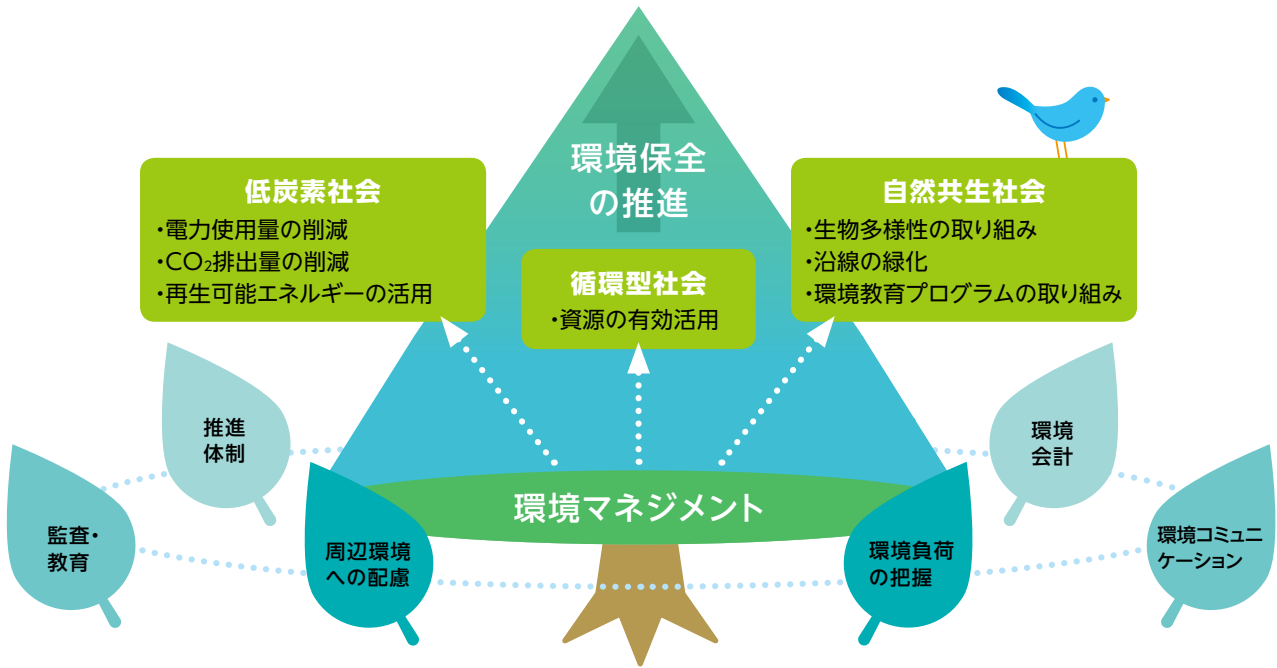 環境保全
の推進
低炭素社会
・電力使用量の削減
・CO₂排出量の削減
・再生可能エネルギーの活用
循環型社会
・資源の有効活用
自然共生社会
・生物多様性の取り組み
・沿線の緑化
・環境教育プログラムの取り組み
推進
体制
環境
会計
環境マネジメント
監査・
教育
周辺環境
への配慮
環境負荷
の把握
環境コミュニ
ケーション